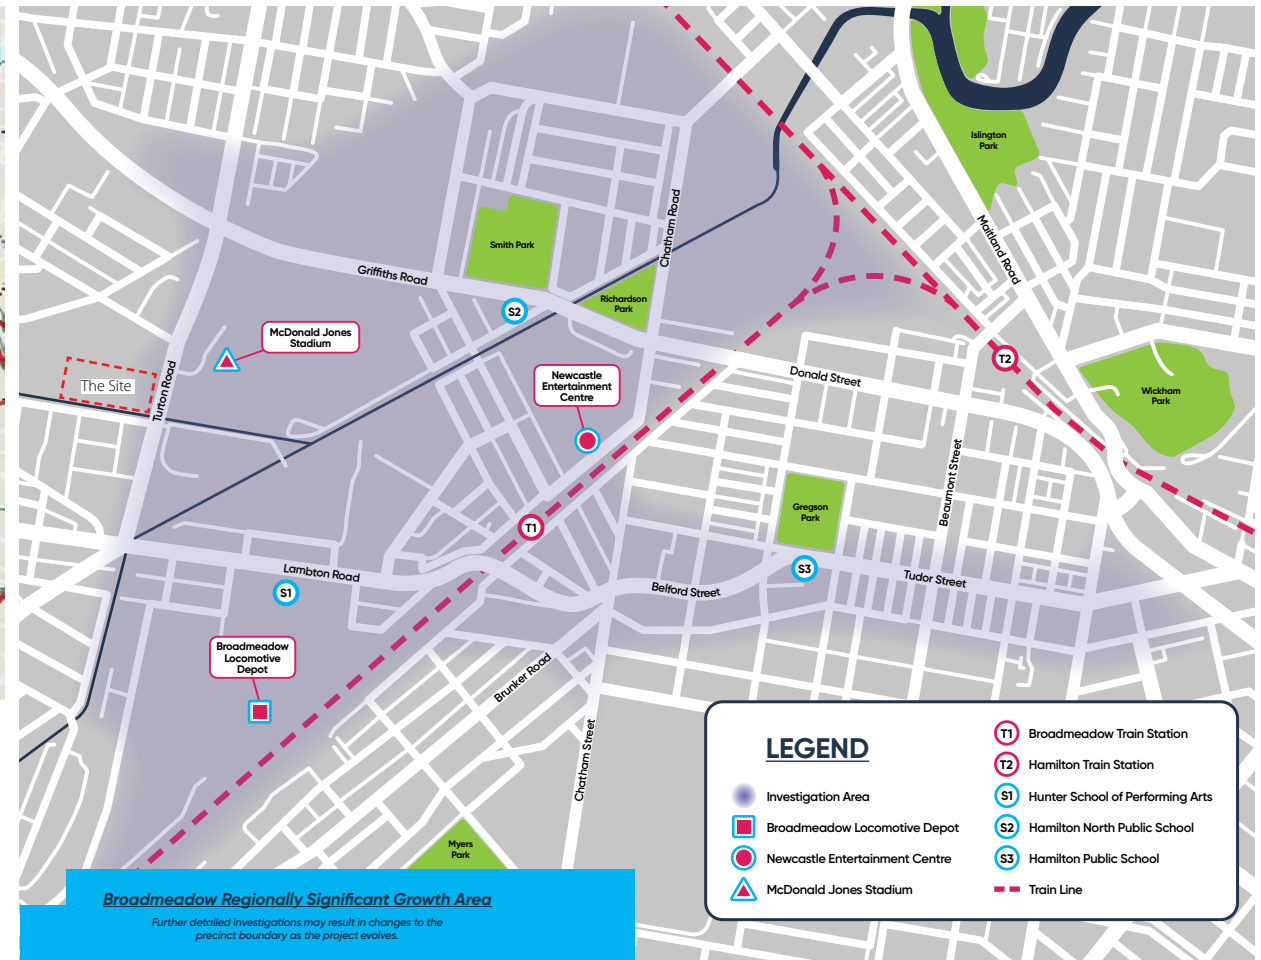 Islington
Park
Maitland Road
Chatham Road
Smith Park
Griffiths Road
Richardson
Park
S2
McDonald Jones
Stadium
The Site
Turton Road
Newcastle
Entertainment
Centre
Donald Street
T2
Wickham
Park
Beaumont Street
Gregson
Park
T1
Lambton Road
S1
S3
Belford Street
Tudor Street
Broadmeadow
Locomotive
Depot
Brunker Road
Chatham Street
Myers
Park
LEGEND
Investigation Area
Broadmeadow Locomotive Depot
Newcastle Entertainment Centre
McDonald Jones Stadium
T1 Broadmeadow Train Station
T2 Hamilton Train Station
S1 Hunter School of Performing Arts
S2 Hamilton North Public School
S3 Hamilton Public School
Train Line
Broadmeadow Regionally Significant Growth Area
Further detailed investigations may result in changes to the
precinct boundary as the project evolves.